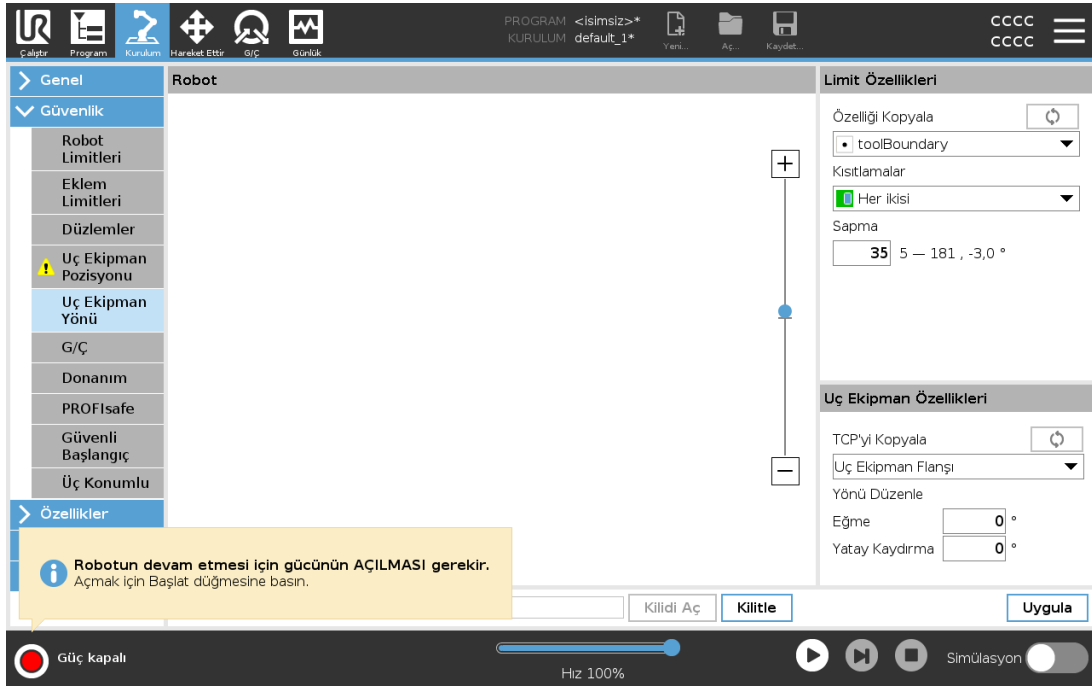 PROGRAM <isimsiz>*
KURULUM default_1*
CCCC
CCCC
Çalıştır Program Kurulum Hareket Ettir G/Ç Günlük Yeni... Aç... Kaydet...
Genel
Güvenlik
Robot
Limitleri
Eklem
Limitleri
Düzlemler
Uç Ekipman
Pozisyonu
Uç Ekipman
Yönü
G/Ç
Donanım
PROFIsafe
Güvenli
Başlangıç
Üç Konumlu
Özellikler
Robot
Limit Özellikleri
Özelliği Kopyala
toolBoundary
Kısıtlamalar
Her ikisi
Sapma
35 5 — 181 , -3,0 °
Uç Ekipman Özellikleri
TCP'yi Kopyala
Uç Ekipman Flanşı
Yönü Düzenle
Eğme 0 °
Yatay Kaydırma 0 °
Robotun devam etmesi için gücünün AÇILMASI gerekir.
Açmak için Başlat düğmesine basın.
Kilidi Aç Kilitle Uygula
Güç kapalı
Hız 100%
Simülasyon